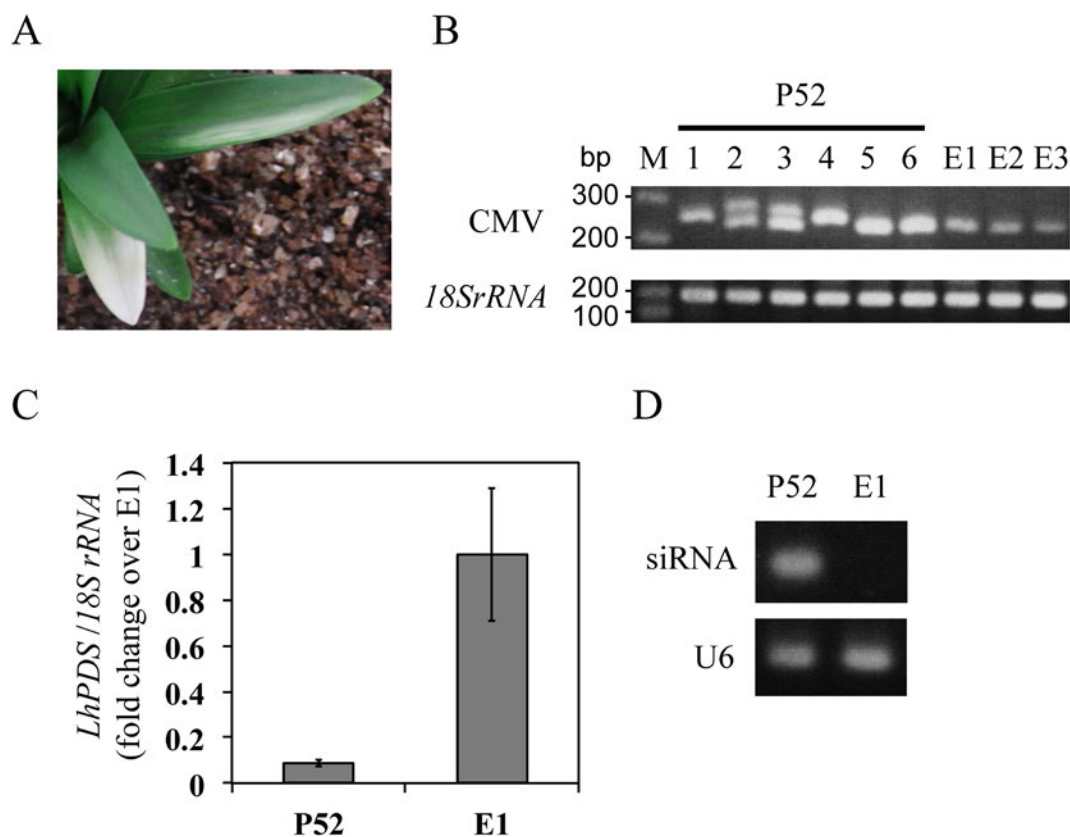 A
B
P52
bp M 1 2 3 4 5 6 E1 E2 E3
300
CMV
200
18SrRNA
200
100
C
LhPDS /18S rRNA
(fold change over E1)
1.4
1.2
1
0.8
0.6
0.4
0.2
0
P52 E1
D
P52 E1
siRNA
U6